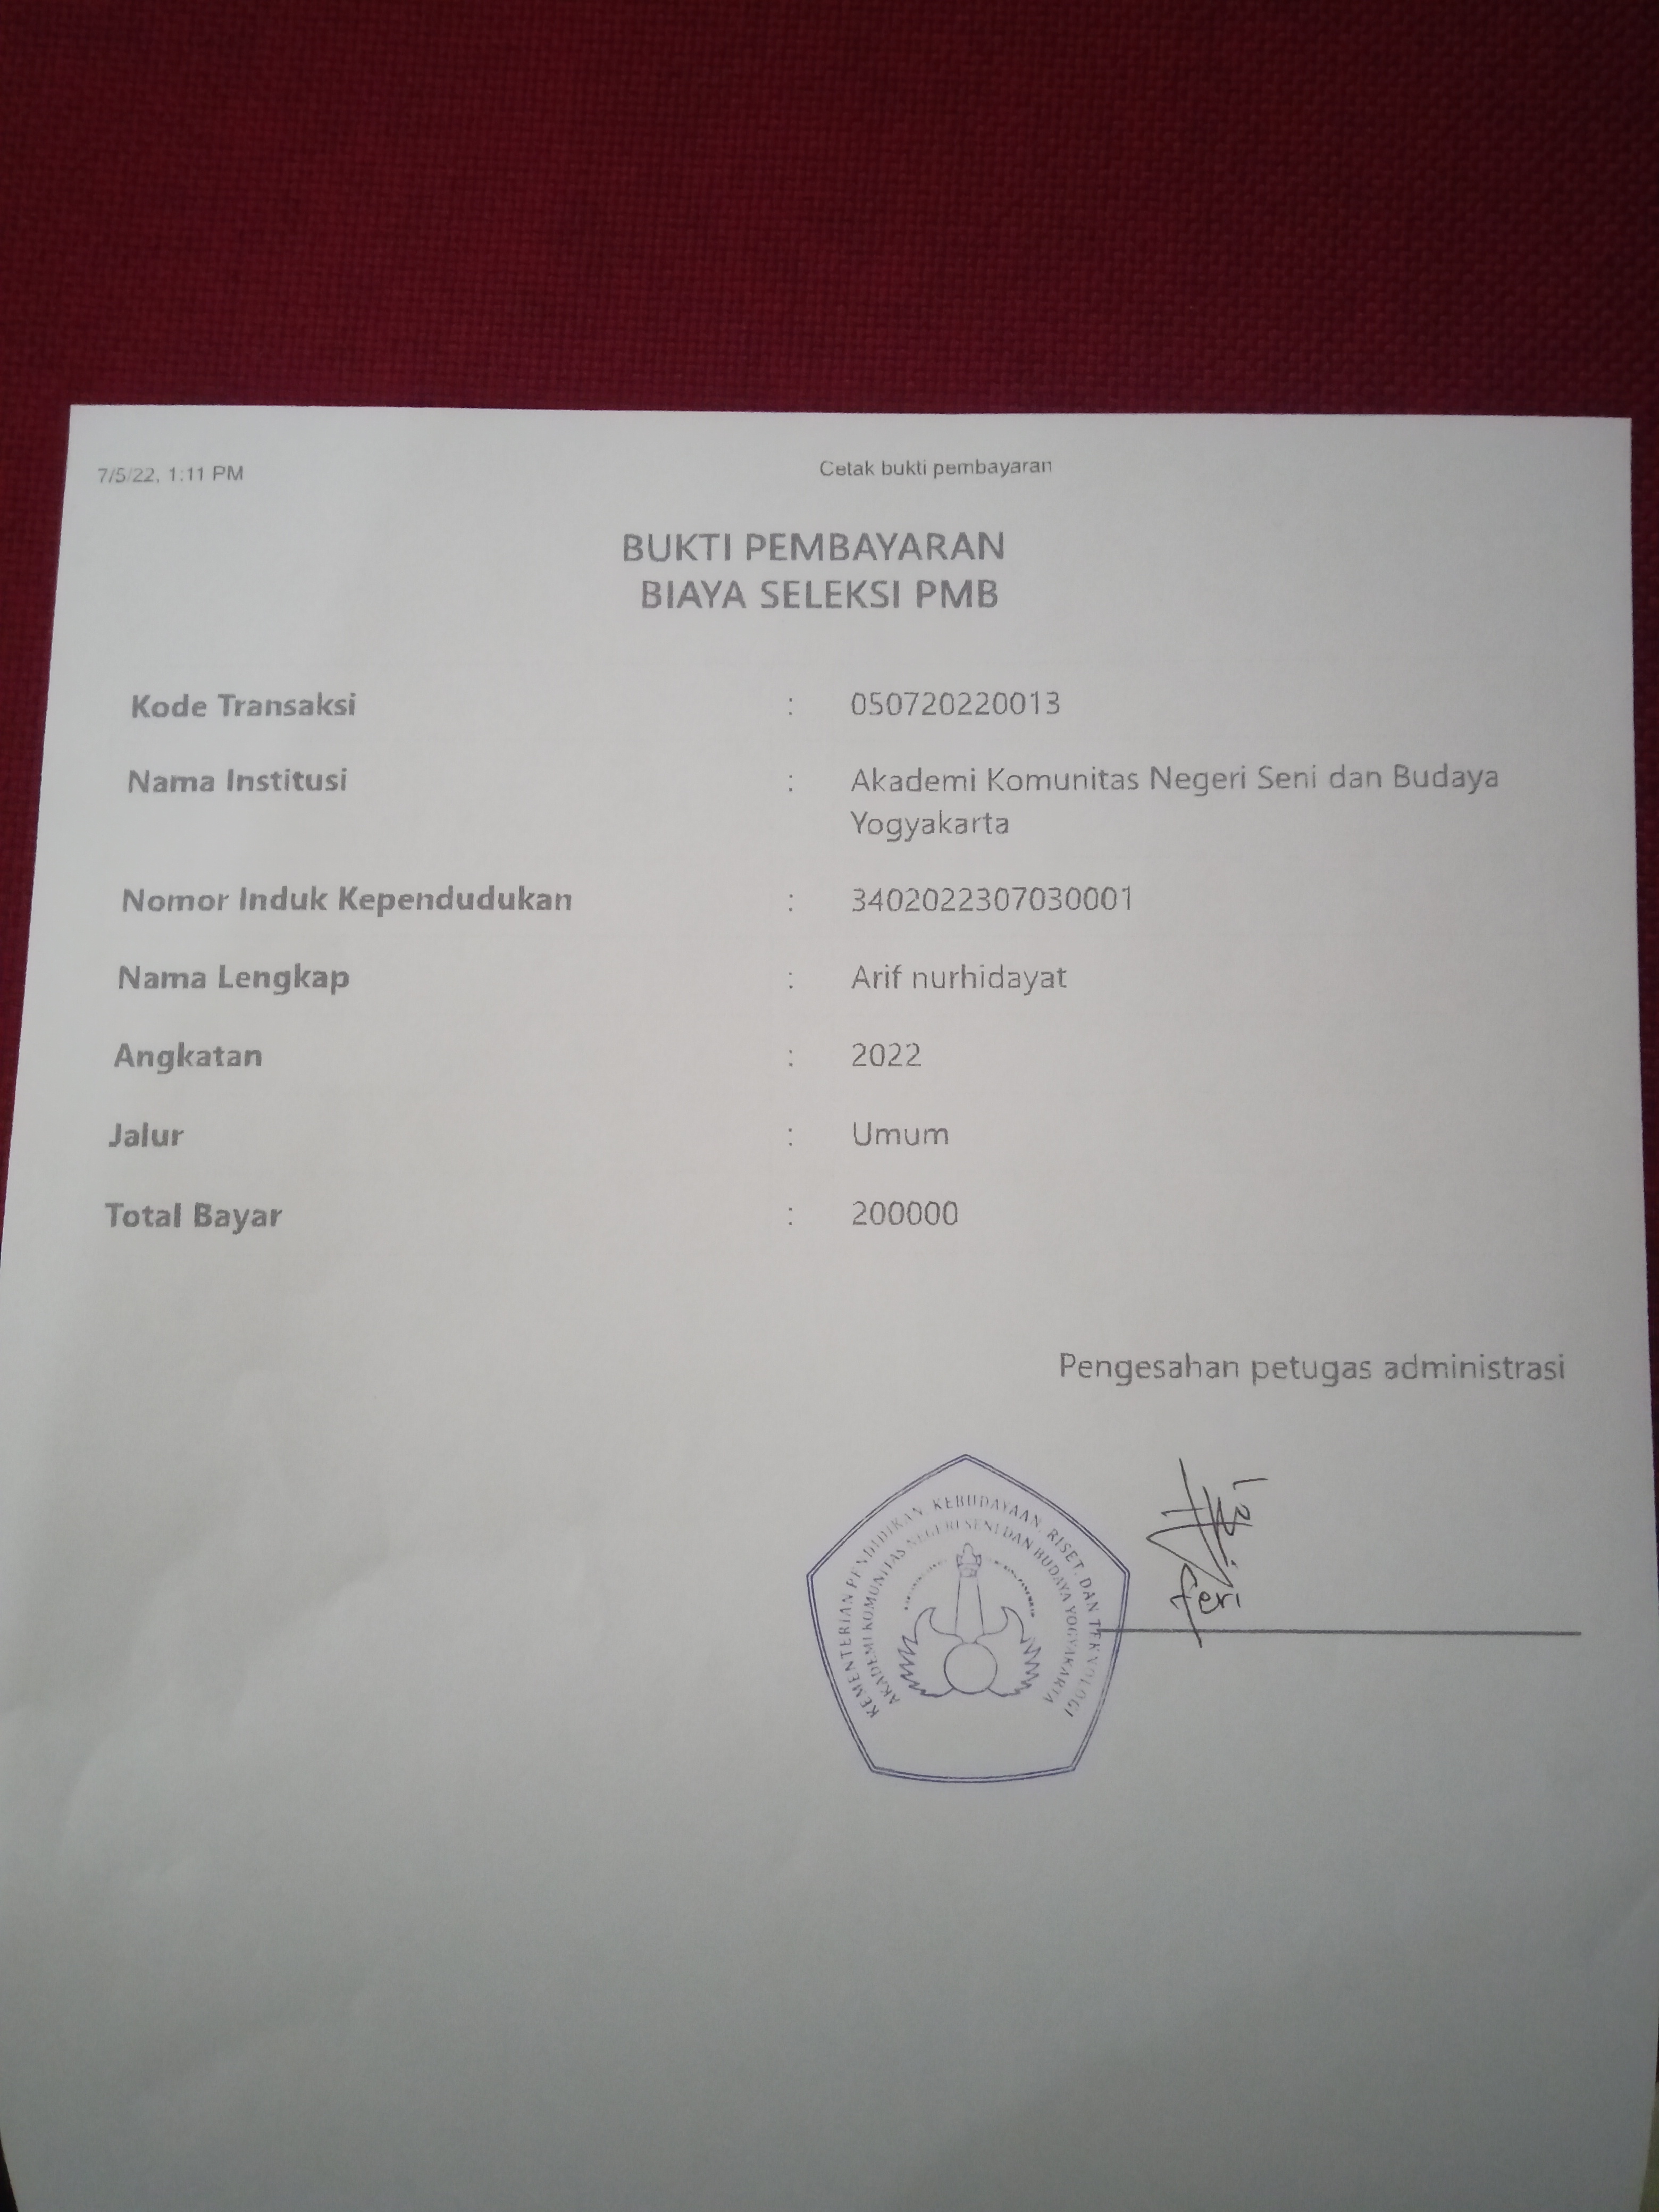 7/5/22, 1:11 PM
Cetak bukti pembayaran
BUKTI PEMBAYARAN
BIAYA SELEKSI PMB
Kode Transaksi : 050720220013
Nama Institusi : Akademi Komunitas Negeri Seni dan Budaya
Yogyakarta
Nomor Induk Kependudukan : 3402022307030001
Nama Lengkap : Arif nurhidayat
Angkatan : 2022
Jalur : Umum
Total Bayar : 200000
Pengesahan petugas administrasi
KEMENTERIAN PENDIDIKAN, KEBUDAYAAN, RISET, DAN TEKNOLOGI
AKADEMI KOMUNITAS NEGERI SENI DAN BUDAYA YOGYAKARTA
Feri